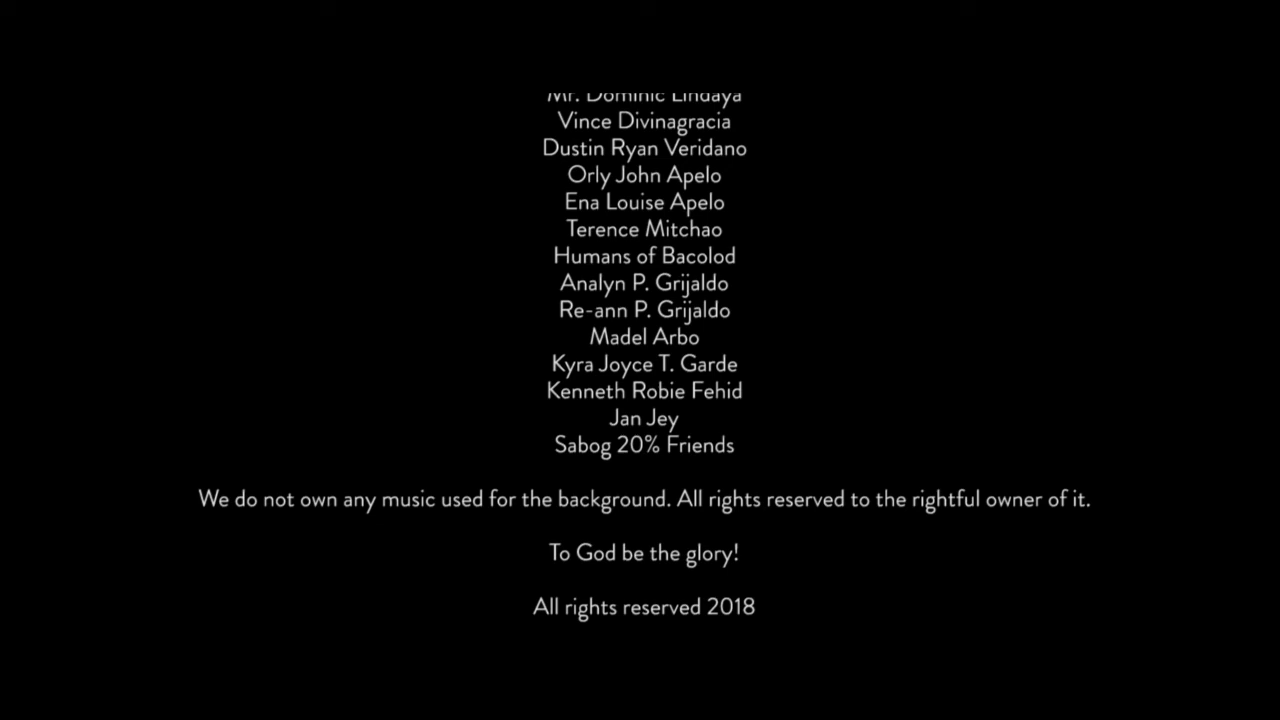 Mr. Dominic Lindaya
Vince Divinagracia
Dustin Ryan Veridano
Orly John Apelo
Ena Louise Apelo
Terence Mitchao
Humans of Bacolod
Analyn P. Grijaldo
Re-ann P. Grijaldo
Madel Arbo
Kyra Joyce T. Garde
Kenneth Robie Fehid
Jan Jey
Sabog 20% Friends
We do not own any music used for the background. All rights reserved to the rightful owner of it.
To God be the glory!
All rights reserved 2018